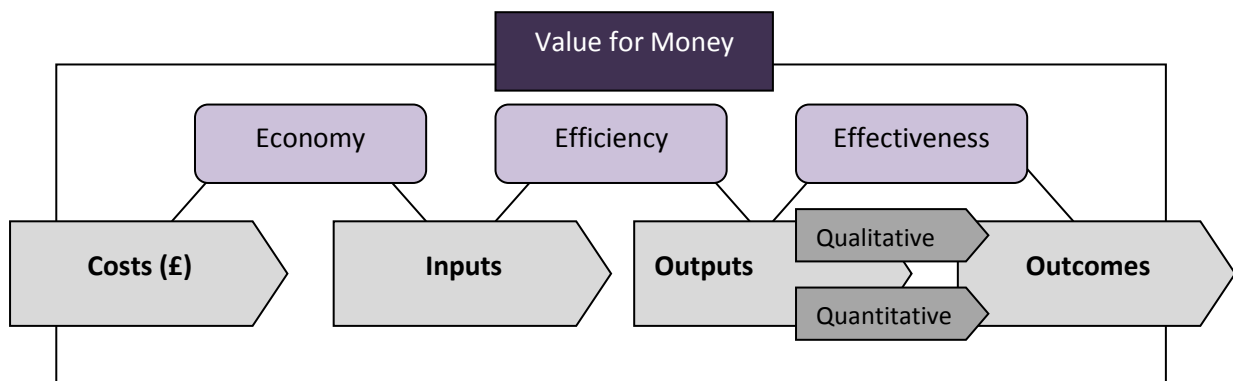 Value for Money
Economy
Efficiency
Effectiveness
Costs (£)
Inputs
Outputs
Qualitative
Quantitative
Outcomes